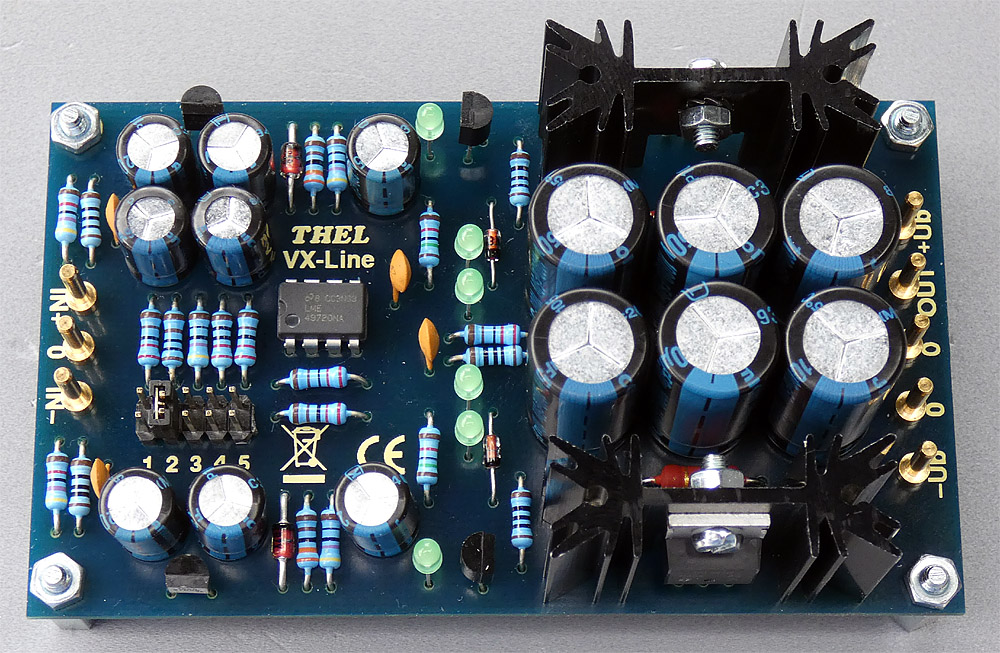 THEL
VX-Line
LME
49720NA
IN+
0
IN-
1 2 3 4 5
CE
+UB
OUT
0
0
-UB